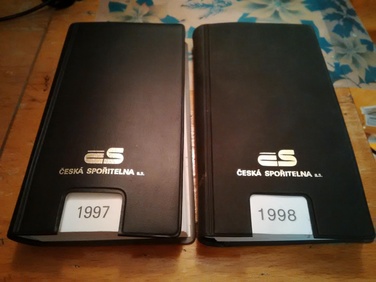 ČS
ČESKÁ SPOŘITELNA a.s.
1997
ČS
ČESKÁ SPOŘITELNA a.s.
1998